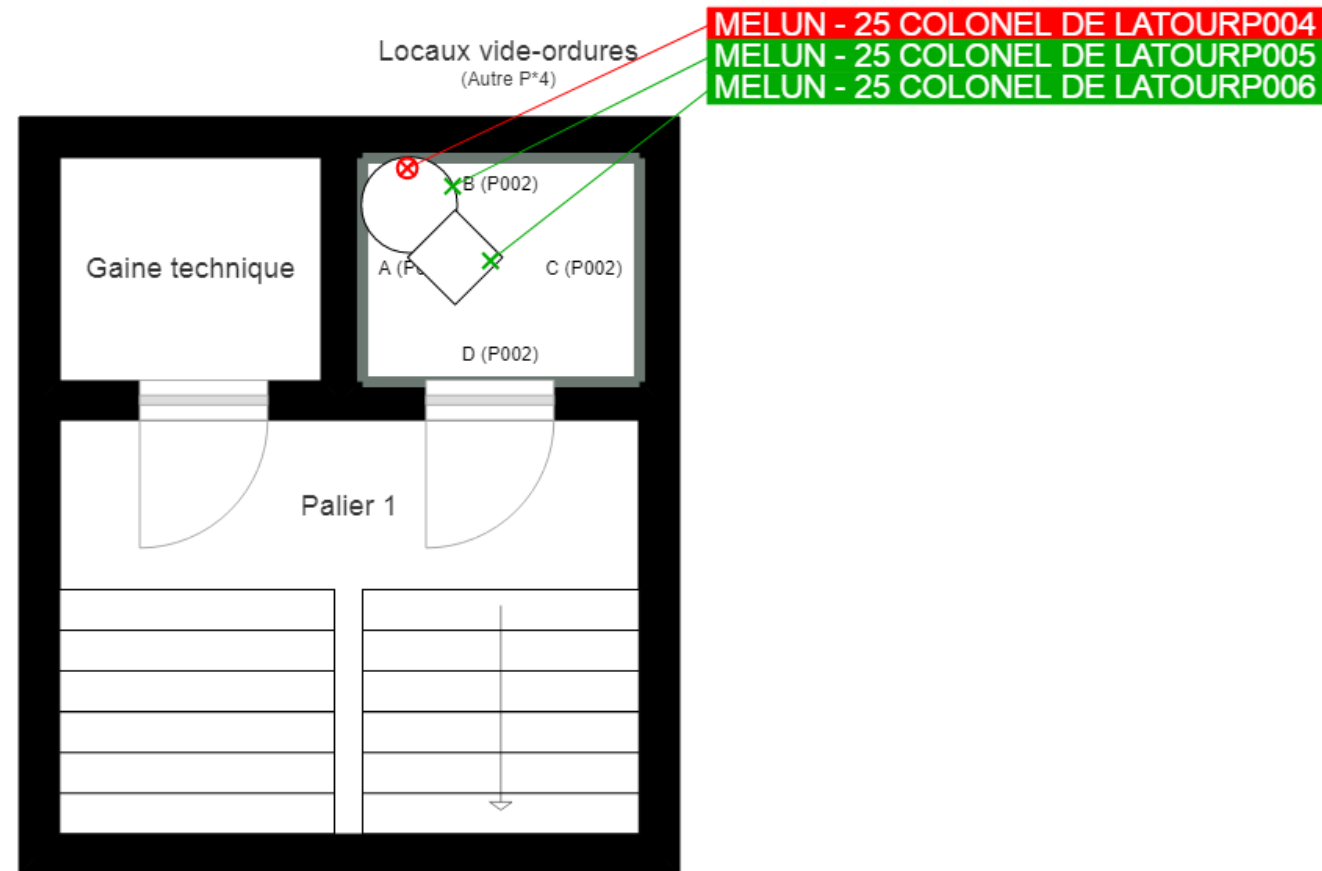 MELUN - 25 COLONEL DE LATOURP004
MELUN - 25 COLONEL DE LATOURP005
MELUN - 25 COLONEL DE LATOURP006
Locaux vide-ordures
(Autre P*4)
B (P002)
Gaine technique
A
C (P002)
D (P002)
Palier 1